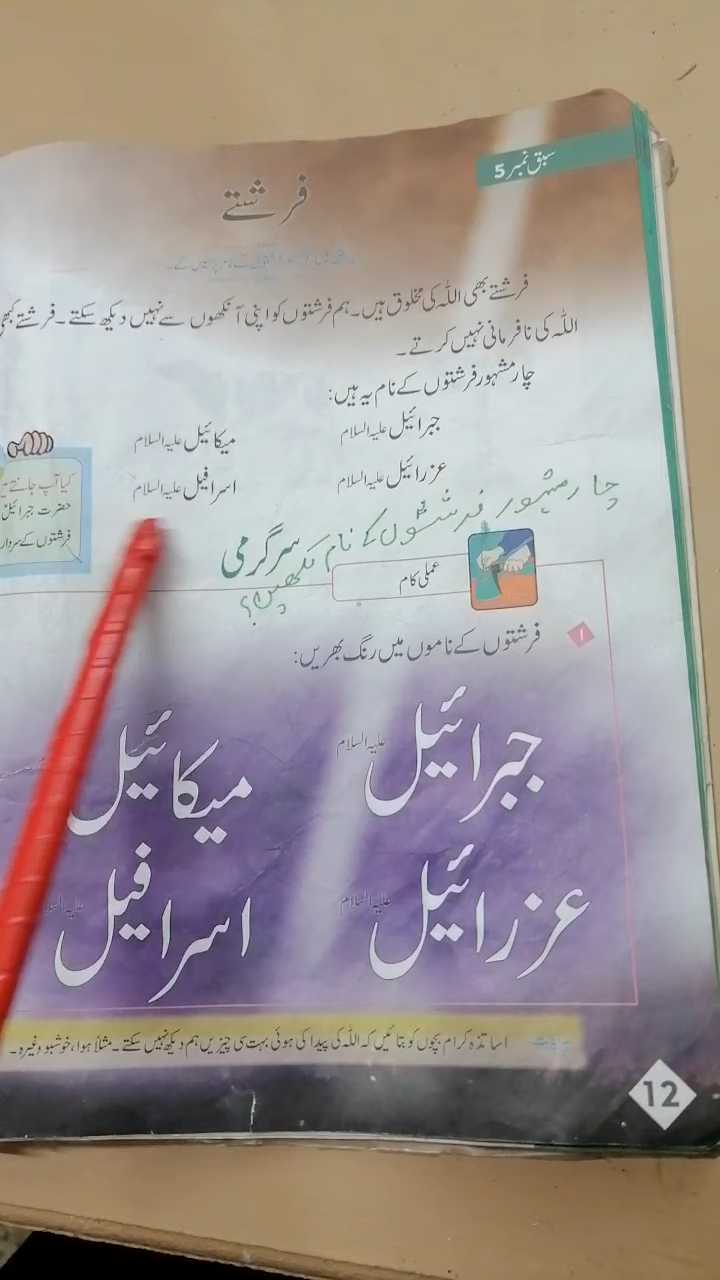 سبق نمبر 5
فرشتے
فرشتے بھی اللہ کی مخلوق ہیں۔ ہم فرشتوں کو اپنی آنکھوں سے نہیں دیکھ سکتے۔ فرشتے کبھی
اللہ کی نافرمانی نہیں کرتے۔
چار مشہور فرشتوں کے نام یہ ہیں:
جبرائیل علیہ السلام میکائیل علیہ السلام
عزرائیل علیہ السلام اسرافیل علیہ السلام
کیا آپ جانتے
حضرت جبرائیل
فرشتوں کے سردار
چار مشہور فرشتوں کے نام لکھیں؟
سرگرمی
عملی کام
ا فرشتوں کے ناموں میں رنگ بھریں:
جبرائیل علیہ السلام میکائیل
عزرائیل علیہ السلام اسرافیل علیہ السلام
اساتذہ کرام بچوں کو بتائیں کہ اللہ کی پیدا کی ہوئی بہت سی چیزیں ہم دیکھ نہیں سکتے۔ مثلاً ہوا، خوشبو وغیرہ۔
12